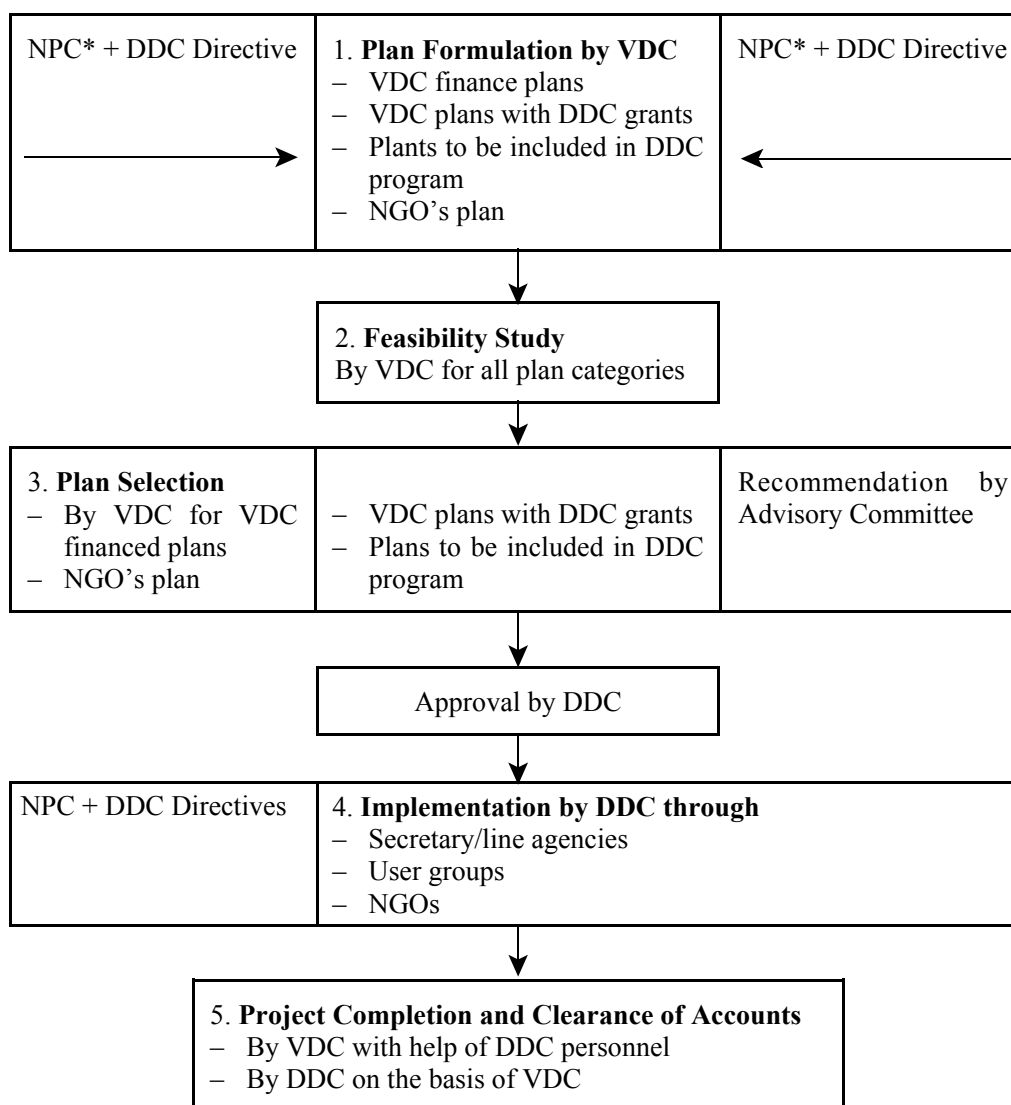 NPC* + DDC Directive
1. Plan Formulation by VDC
– VDC finance plans
– VDC plans with DDC grants
– Plants to be included in DDC
program
– NGO’s plan
NPC* + DDC Directive
2. Feasibility Study
By VDC for all plan categories
3. Plan Selection
– By VDC for VDC
financed plans
– NGO’s plan
– VDC plans with DDC grants
– Plans to be included in DDC
program
Recommendation by
Advisory Committee
Approval by DDC
NPC + DDC Directives
4. Implementation by DDC through
– Secretary/line agencies
– User groups
– NGOs
5. Project Completion and Clearance of Accounts
– By VDC with help of DDC personnel
– By DDC on the basis of VDC